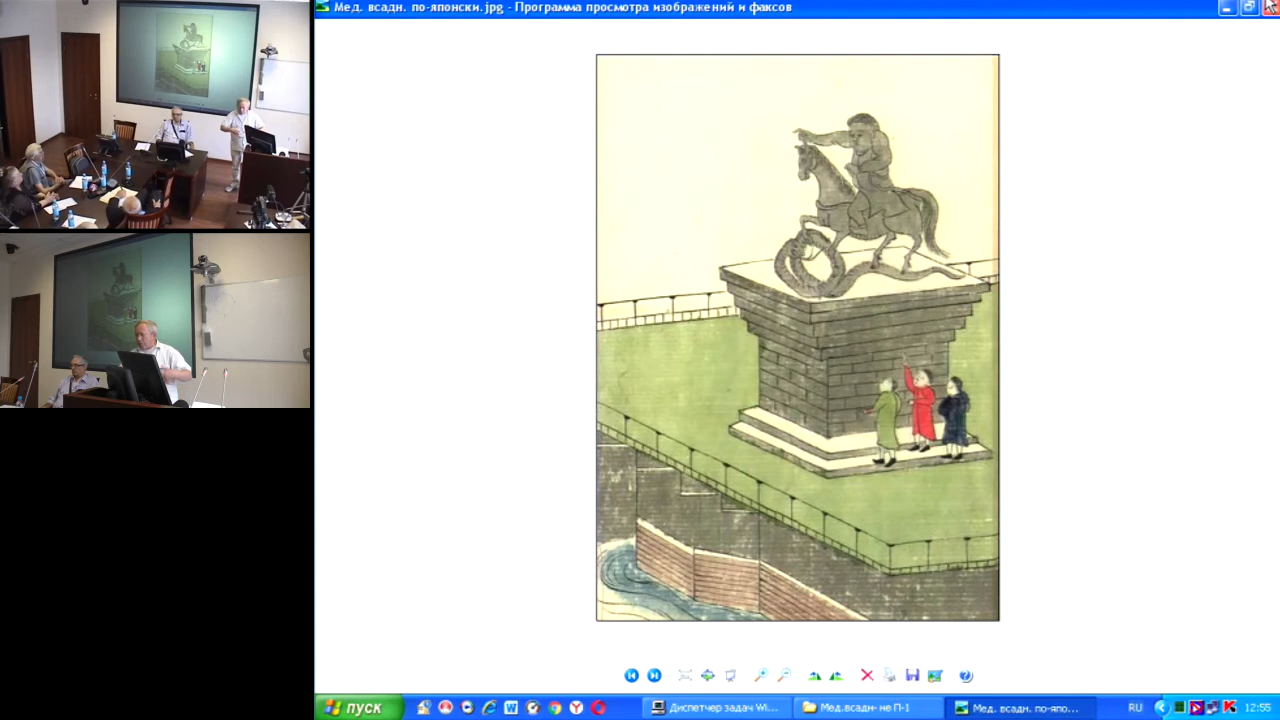 Мед. всадн. по-японски.jpg - Программа просмотра изображений и факсов
пуск
Диспетчер задач Wi...
Мед.всадн- не П-1
Мед. всадн. по-япо...
RU
12:55